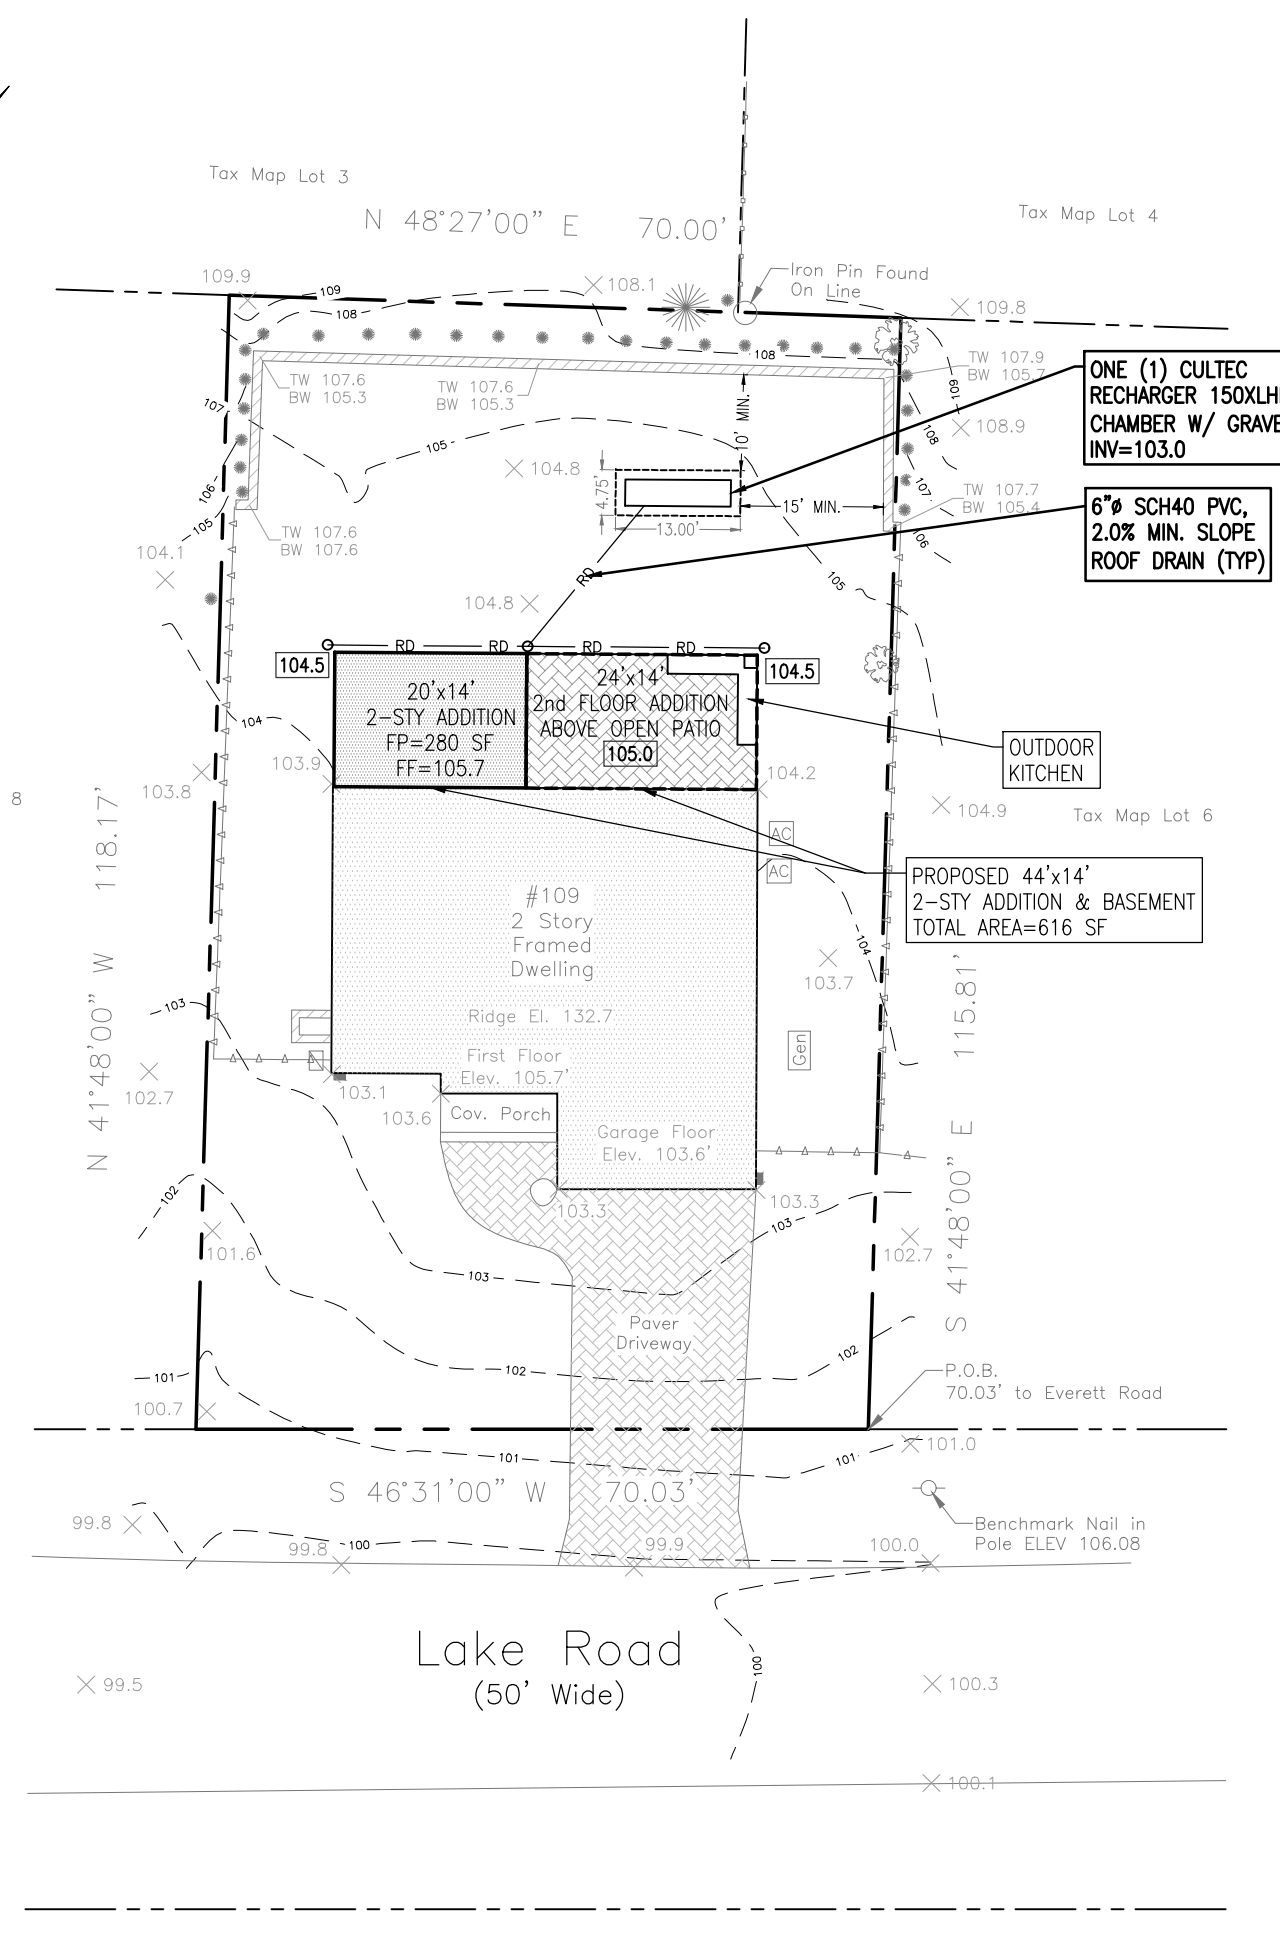 Tax Map Lot 3
N 48°27'00" E 70.00'
Tax Map Lot 4
Iron Pin Found
On Line
109.9
109
108.1
108
109.8
108
TW 107.9
BW 105.7
ONE (1) CULTEC
RECHARGER 150XLH
CHAMBER W/ GRAVE
INV=103.0
TW 107.6
BW 105.3
TW 107.6
BW 105.3
10' MIN.
109
107
105
108
108.9
104.8
4.75'
13.00'
15' MIN.
106
107
TW 107.7
BW 105.4
6"ø SCH40 PVC,
2.0% MIN. SLOPE
ROOF DRAIN (TYP)
105
TW 107.6
BW 107.6
106
104.1
RD
105
104.8
RD RD RD RD
104.5
20'x14'
2-STY ADDITION
FP=280 SF
FF=105.7
24'x14'
2nd FLOOR ADDITION
ABOVE OPEN PATIO
105.0
104.5
104
OUTDOOR
KITCHEN
103.9
104.2
103.8
8
104.9
Tax Map Lot 6
AC
AC
N 41°48'00" W 118.17'
PROPOSED 44'x14'
2-STY ADDITION & BASEMENT
TOTAL AREA=616 SF
#109
2 Story
Framed
Dwelling
104
103.7
103
Ridge El. 132.7
Gen
S 41°48'00" E 115.81'
First Floor
Elev. 105.7'
102.7
103.1
103.6
Cov. Porch
Garage Floor
Elev. 103.6'
102
103.3
103.3
103
101.6
102.7
103
Paver
Driveway
102
102
101
P.O.B.
70.03' to Everett Road
100.7
101
101
101.0
S 46°31'00" W 70.03'
99.8
99.8
100
99.9
100.0
Benchmark Nail in
Pole ELEV 106.08
Lake Road
(50' Wide)
100
99.5
100.3
100.1